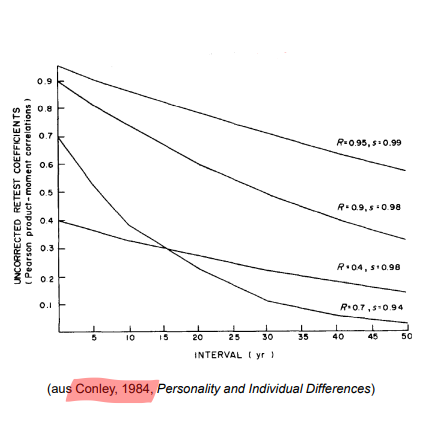 UNCORRECTED RETEST COEFFICIENTS
(Pearson product-moment correlations)
0.9
0.8
0.7
0.6
0.5
0.4
0.3
0.2
0.1
R=0.95, s=0.99
R=0.9, s=0.98
R=0.4, s=0.98
R=0.7, s=0.94
5 10 15 20 25 30 35 40 45 50
INTERVAL (yr)
(aus Conley, 1984, Personality and Individual Differences)